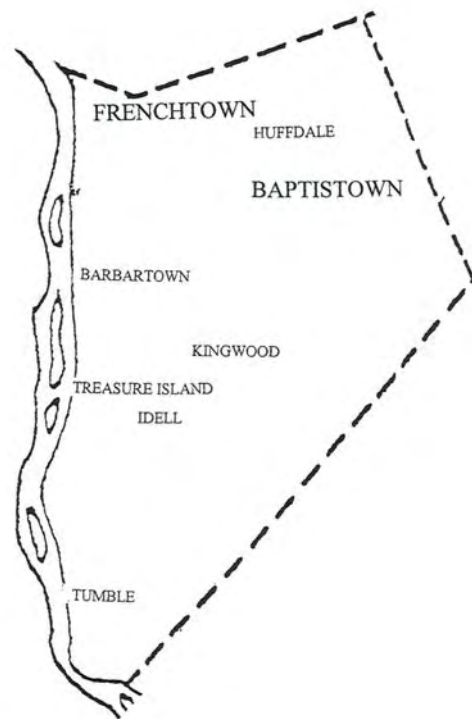 FRENCHTOWN
HUFFDALE
BAPTISTOWN
BARBARTOWN
KINGWOOD
TREASURE ISLAND
IDELL
TUMBLE